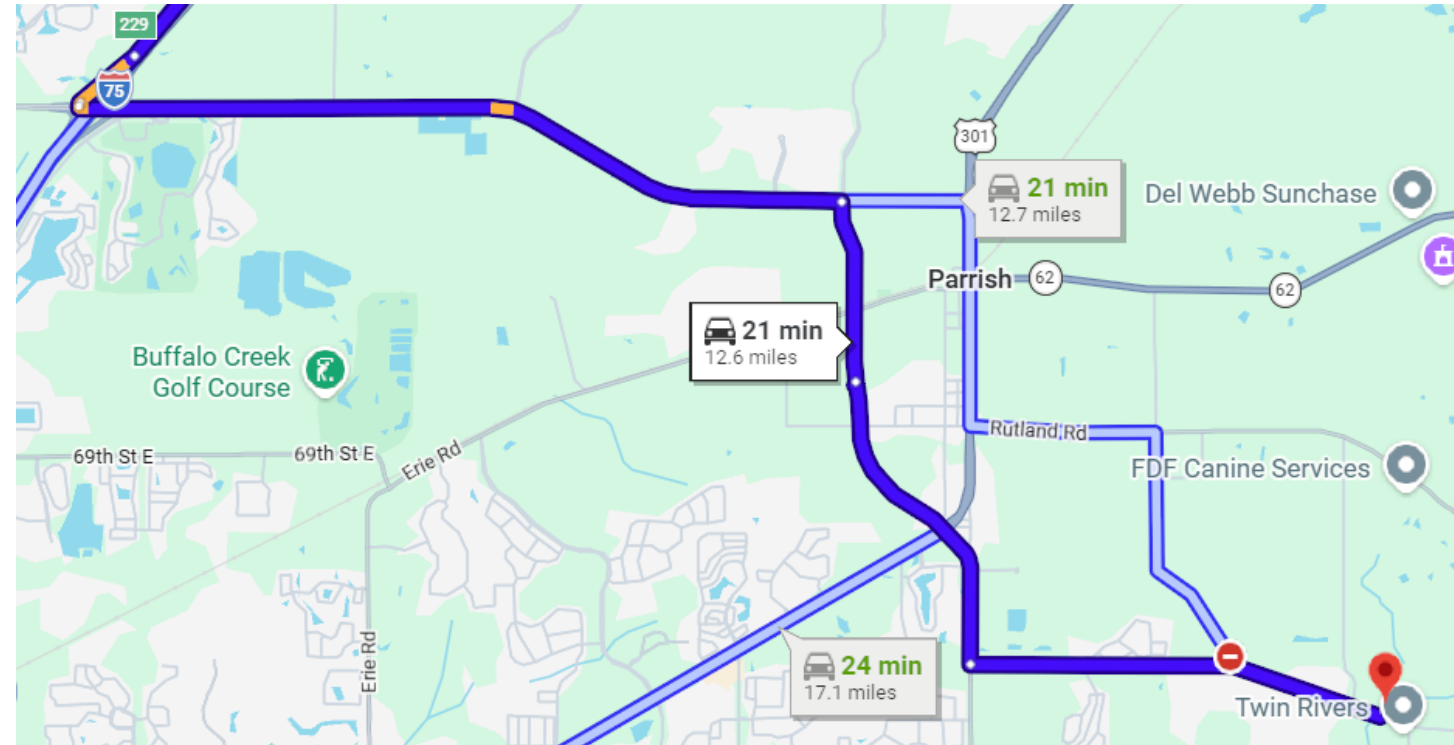 229
75
301
21 min
12.7 miles
Del Webb Sunchase
Parrish
62
62
21 min
12.6 miles
Buffalo Creek
Golf Course
69th St E
69th St E
Erie Rd
Rutland Rd
FDF Canine Services
Erie Rd
24 min
17.1 miles
Twin Rivers